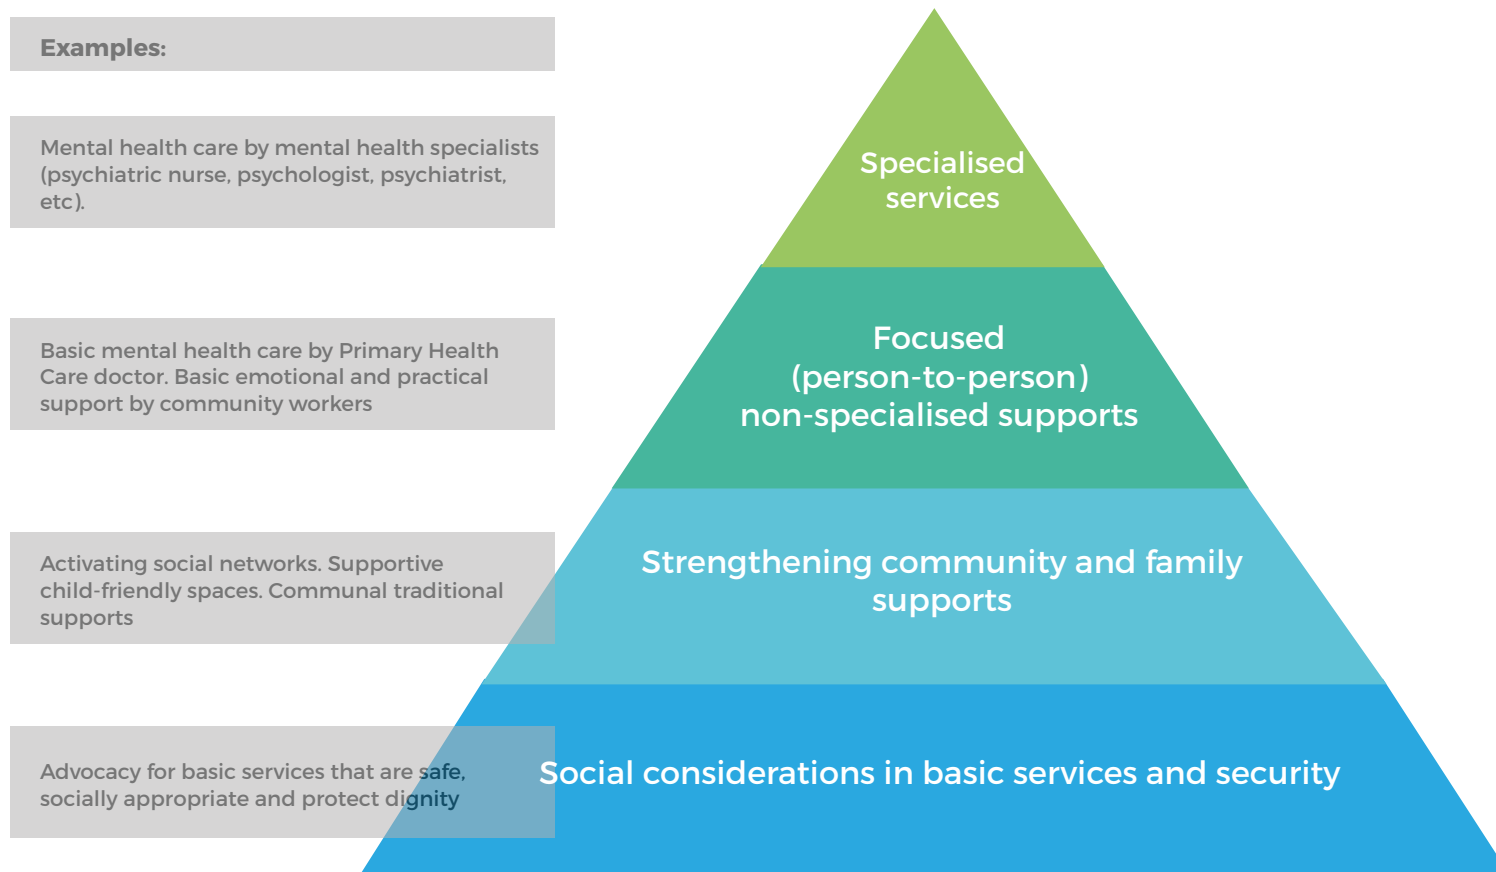 Examples:
Mental health care by mental health specialists
(psychiatric nurse, psychologist, psychiatrist,
etc).
Specialised
services
Basic mental health care by Primary Health
Care doctor. Basic emotional and practical
support by community workers
Focused
(person-to-person)
non-specialised supports
Activating social networks. Supportive
child-friendly spaces. Communal traditional
supports
Strengthening community and family
supports
Advocacy for basic services that are safe,
socially appropriate and protect dignity
Social considerations in basic services and security